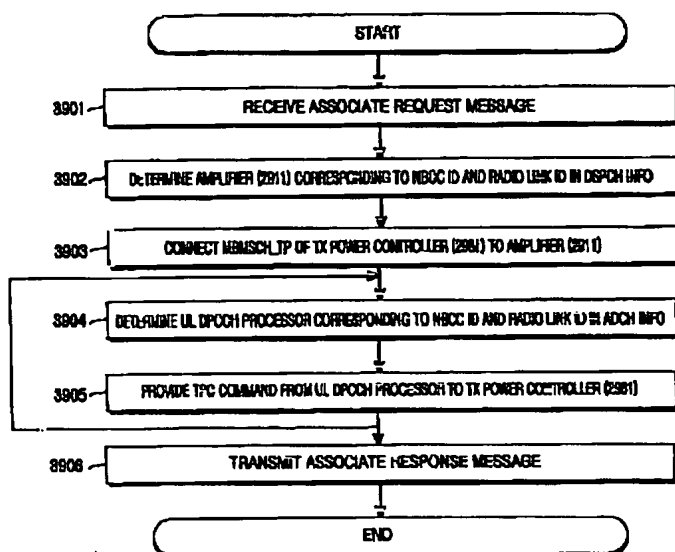 START
3901 RECEIVE ASSOCIATE REQUEST MESSAGE
3902 DETERMINE AMPLIFIER (2911) CORRESPONDING TO NBCC ID AND RADIO LINK ID IN DSPCH INFO
3903 CONNECT MBMSCH_TP OF TX POWER CONTROLLER (2981) TO AMPLIFIER (2911)
3904 DETERMINE UL DPCCH PROCESSOR CORRESPONDING TO NBCC ID AND RADIO LINK ID IN ADCH INFO
3905 PROVIDE TPC COMMAND FROM UL DPCCH PROCESSOR TO TX POWER CONTROLLER (2981)
3906 TRANSMIT ASSOCIATE RESPONSE MESSAGE
END